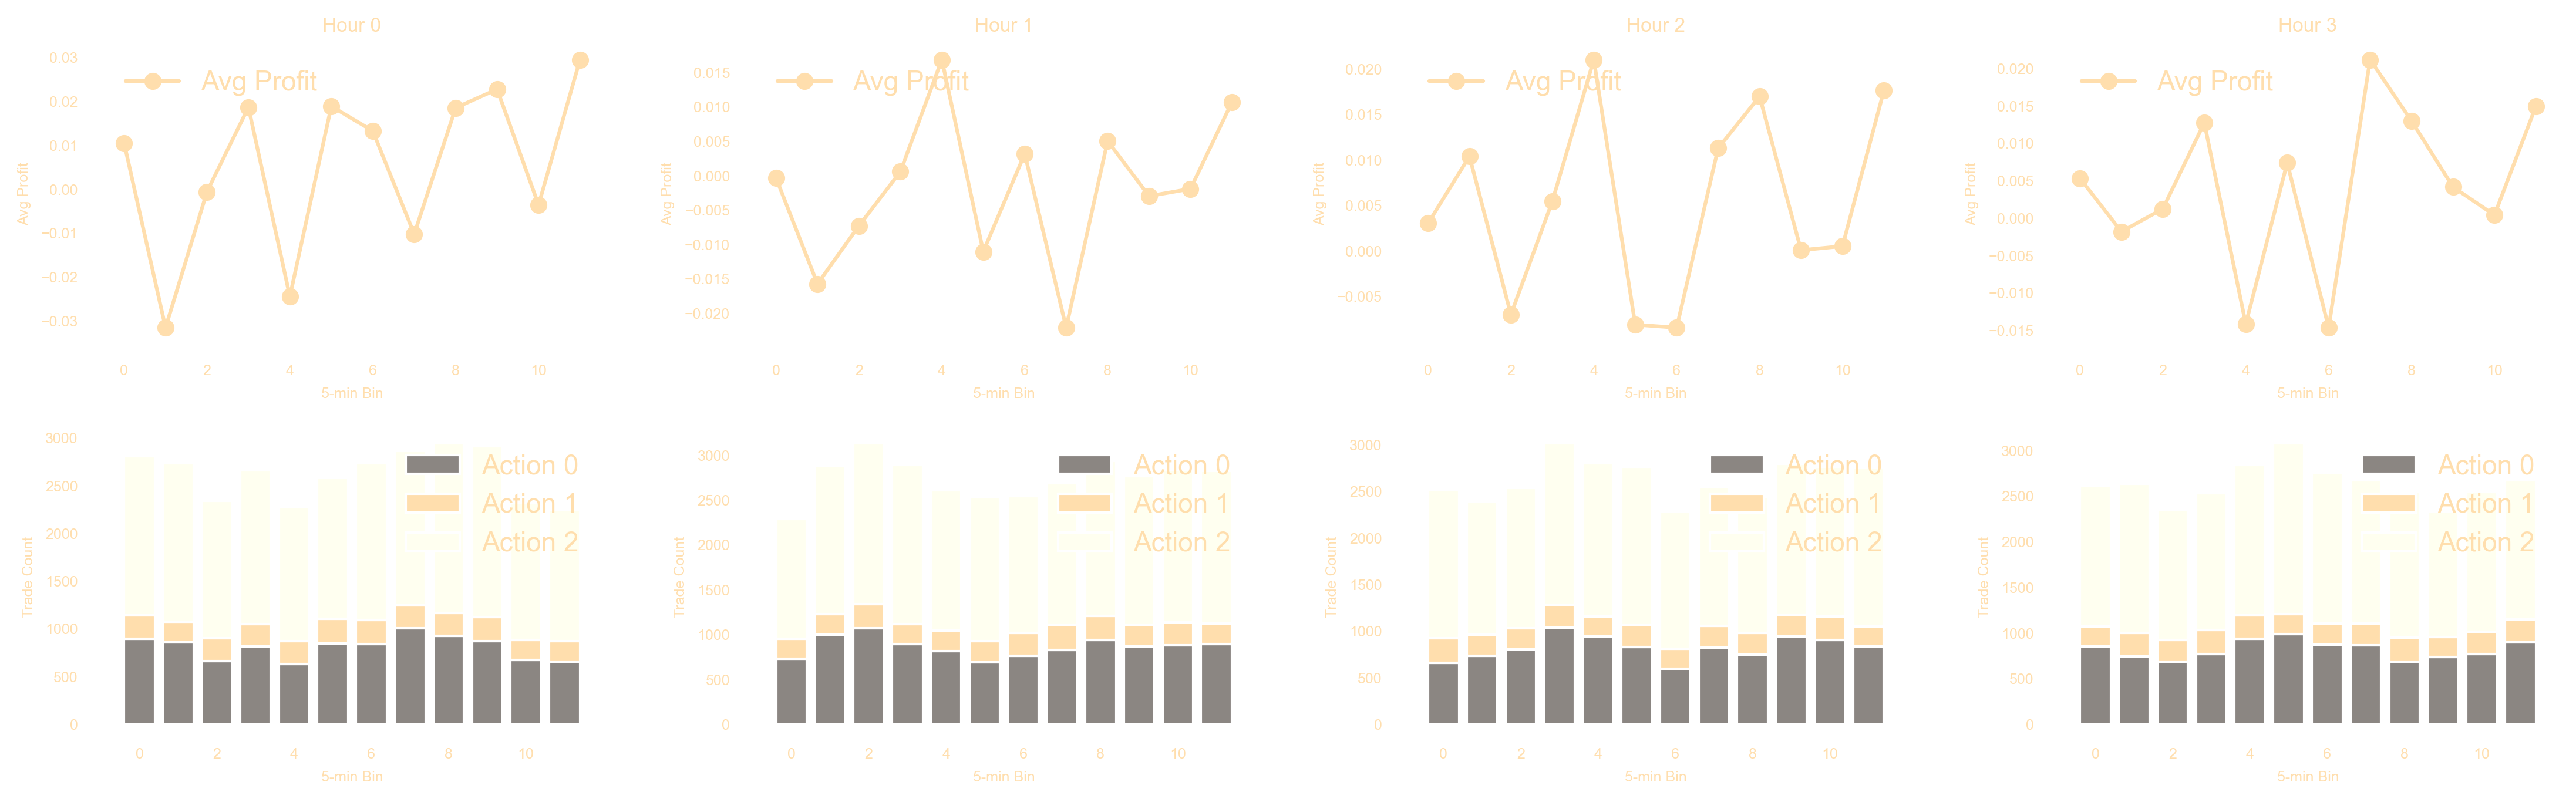 Hour 0
Avg Profit
0.03
0.02
0.01
0.00
−0.01
−0.02
−0.03
Avg Profit
0 2 4 6 8 10
5-min Bin
Hour 1
Avg Profit
0.015
0.010
0.005
0.000
−0.005
−0.010
−0.015
−0.020
Avg Profit
0 2 4 6 8 10
5-min Bin
Hour 2
Avg Profit
0.020
0.015
0.010
0.005
0.000
−0.005
Avg Profit
0 2 4 6 8 10
5-min Bin
Hour 3
Avg Profit
0.020
0.015
0.010
0.005
0.000
−0.005
−0.010
−0.015
Avg Profit
0 2 4 6 8 10
5-min Bin
3000
2500
2000
1500
1000
500
0
Trade Count
Action 0
Action 1
Action 2
0 2 4 6 8 10
5-min Bin
3000
2500
2000
1500
1000
500
0
Trade Count
Action 0
Action 1
Action 2
0 2 4 6 8 10
5-min Bin
3000
2500
2000
1500
1000
500
0
Trade Count
Action 0
Action 1
Action 2
0 2 4 6 8 10
5-min Bin
3000
2500
2000
1500
1000
500
0
Trade Count
Action 0
Action 1
Action 2
0 2 4 6 8 10
5-min Bin